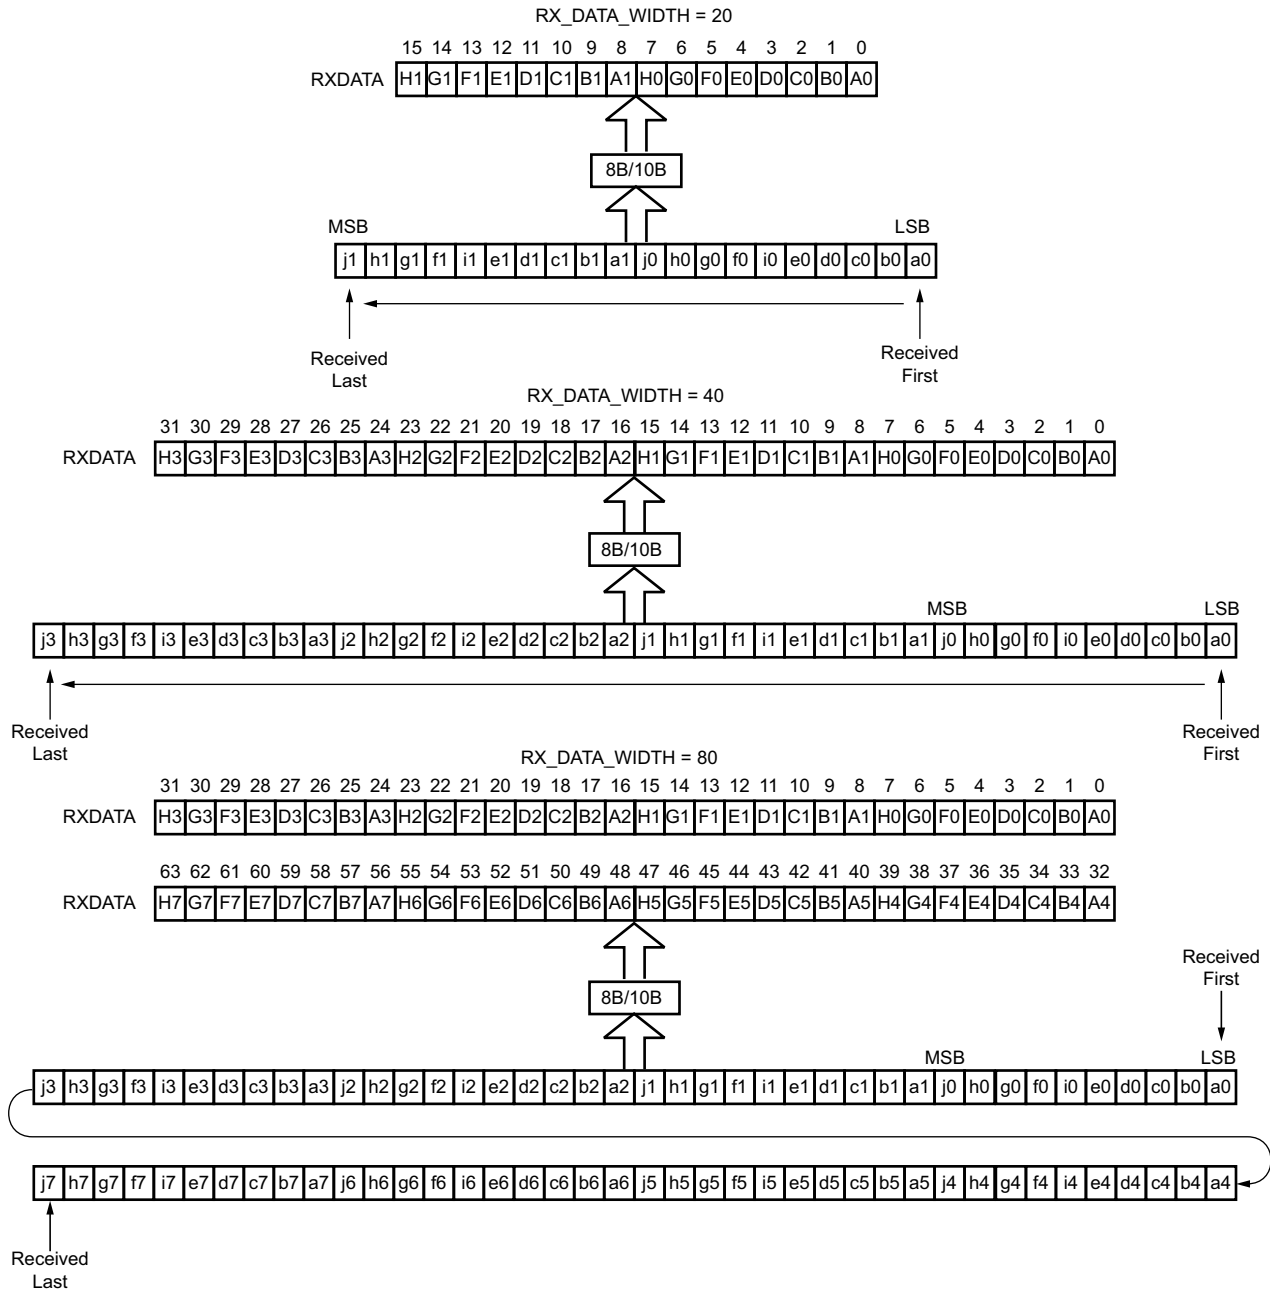 RX_DATA_WIDTH = 20
15 14 13 12 11 10 9 8 7 6 5 4 3 2 1 0
RXDATA H1 G1 F1 E1 D1 C1 B1 A1 H0 G0 F0 E0 D0 C0 B0 A0
8B/10B
MSB LSB
j1 h1 g1 f1 i1 e1 d1 c1 b1 a1 j0 h0 g0 f0 i0 e0 d0 c0 b0 a0
Received Last
Received First
RX_DATA_WIDTH = 40
31 30 29 28 27 26 25 24 23 22 21 20 19 18 17 16 15 14 13 12 11 10 9 8 7 6 5 4 3 2 1 0
RXDATA H3 G3 F3 E3 D3 C3 B3 A3 H2 G2 F2 E2 D2 C2 B2 A2 H1 G1 F1 E1 D1 C1 B1 A1 H0 G0 F0 E0 D0 C0 B0 A0
8B/10B
MSB LSB
j3 h3 g3 f3 i3 e3 d3 c3 b3 a3 j2 h2 g2 f2 i2 e2 d2 c2 b2 a2 j1 h1 g1 f1 i1 e1 d1 c1 b1 a1 j0 h0 g0 f0 i0 e0 d0 c0 b0 a0
Received Last
Received First
RX_DATA_WIDTH = 80
31 30 29 28 27 26 25 24 23 22 21 20 19 18 17 16 15 14 13 12 11 10 9 8 7 6 5 4 3 2 1 0
RXDATA H3 G3 F3 E3 D3 C3 B3 A3 H2 G2 F2 E2 D2 C2 B2 A2 H1 G1 F1 E1 D1 C1 B1 A1 H0 G0 F0 E0 D0 C0 B0 A0
63 62 61 60 59 58 57 56 55 54 53 52 51 50 49 48 47 46 45 44 43 42 41 40 39 38 37 36 35 34 33 32
RXDATA H7 G7 F7 E7 D7 C7 B7 A7 H6 G6 F6 E6 D6 C6 B6 A6 H5 G5 F5 E5 D5 C5 B5 A5 H4 G4 F4 E4 D4 C4 B4 A4
Received First
8B/10B
MSB LSB
j3 h3 g3 f3 i3 e3 d3 c3 b3 a3 j2 h2 g2 f2 i2 e2 d2 c2 b2 a2 j1 h1 g1 f1 i1 e1 d1 c1 b1 a1 j0 h0 g0 f0 i0 e0 d0 c0 b0 a0
j7 h7 g7 f7 i7 e7 d7 c7 b7 a7 j6 h6 g6 f6 i6 e6 d6 c6 b6 a6 j5 h5 g5 f5 i5 e5 d5 c5 b5 a5 j4 h4 g4 f4 i4 e4 d4 c4 b4 a4
Received Last